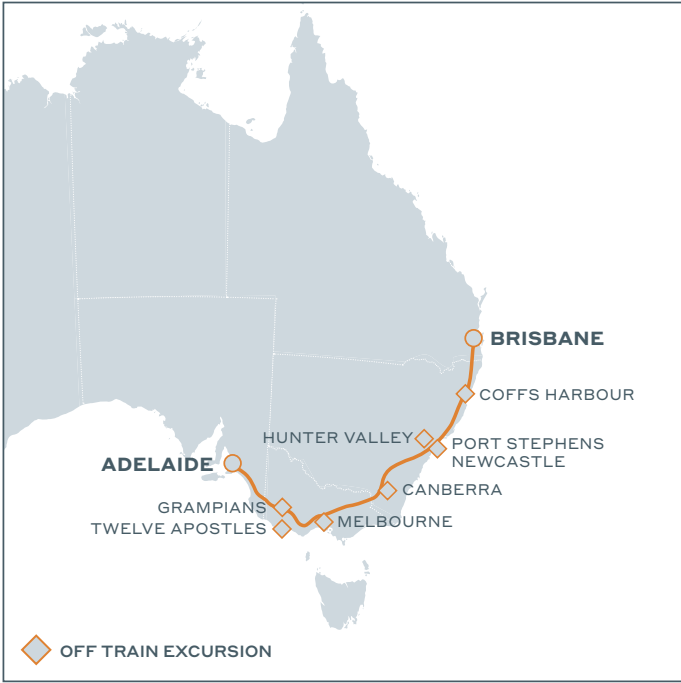 BRISBANE
COFFS HARBOUR
HUNTER VALLEY
PORT STEPHENS
NEWCASTLE
ADELAIDE
CANBERRA
GRAMPIANS
TWELVE APOSTLES
MELBOURNE
OFF TRAIN EXCURSION